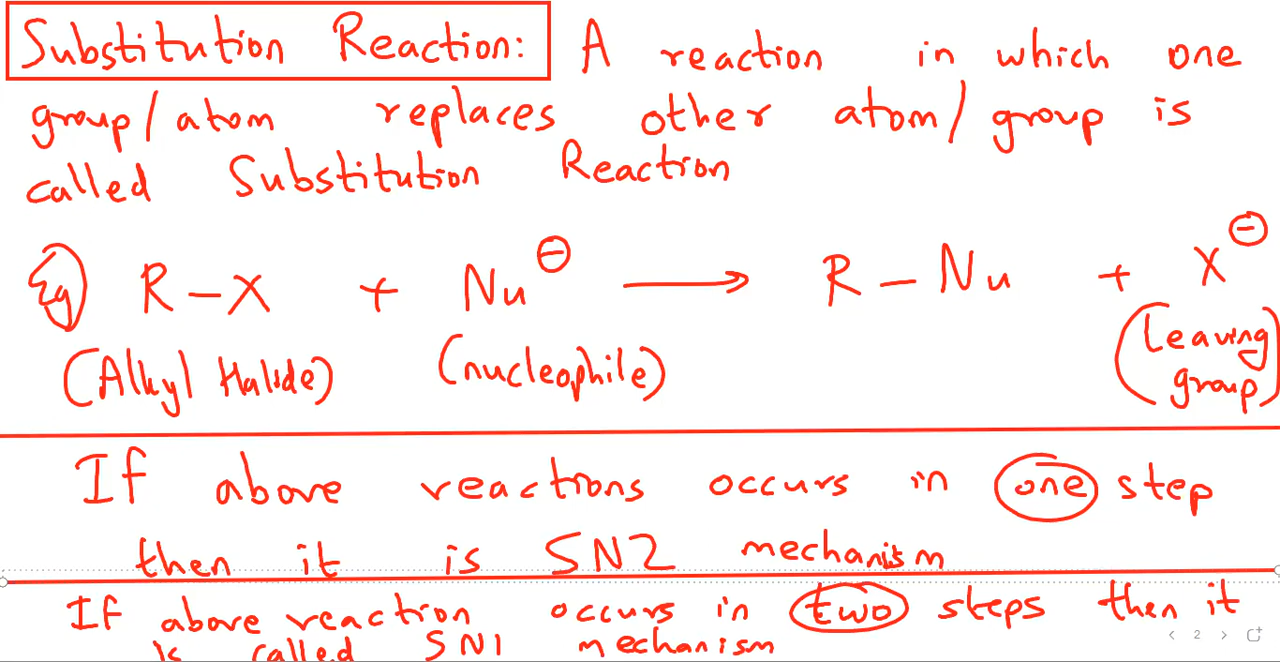 Substitution Reaction: A reaction in which one
group/atom replaces other atom/group is
called Substitution Reaction
Eg R-X + Nu⊖ → R-Nu + X⊖
(Alkyl Halide) (nucleophile) (Leaving group)
If above reactions occurs in one step
then it is SN2 mechanism
If above reaction occurs in two steps then it
is called SN1 mechanism
< 2 >